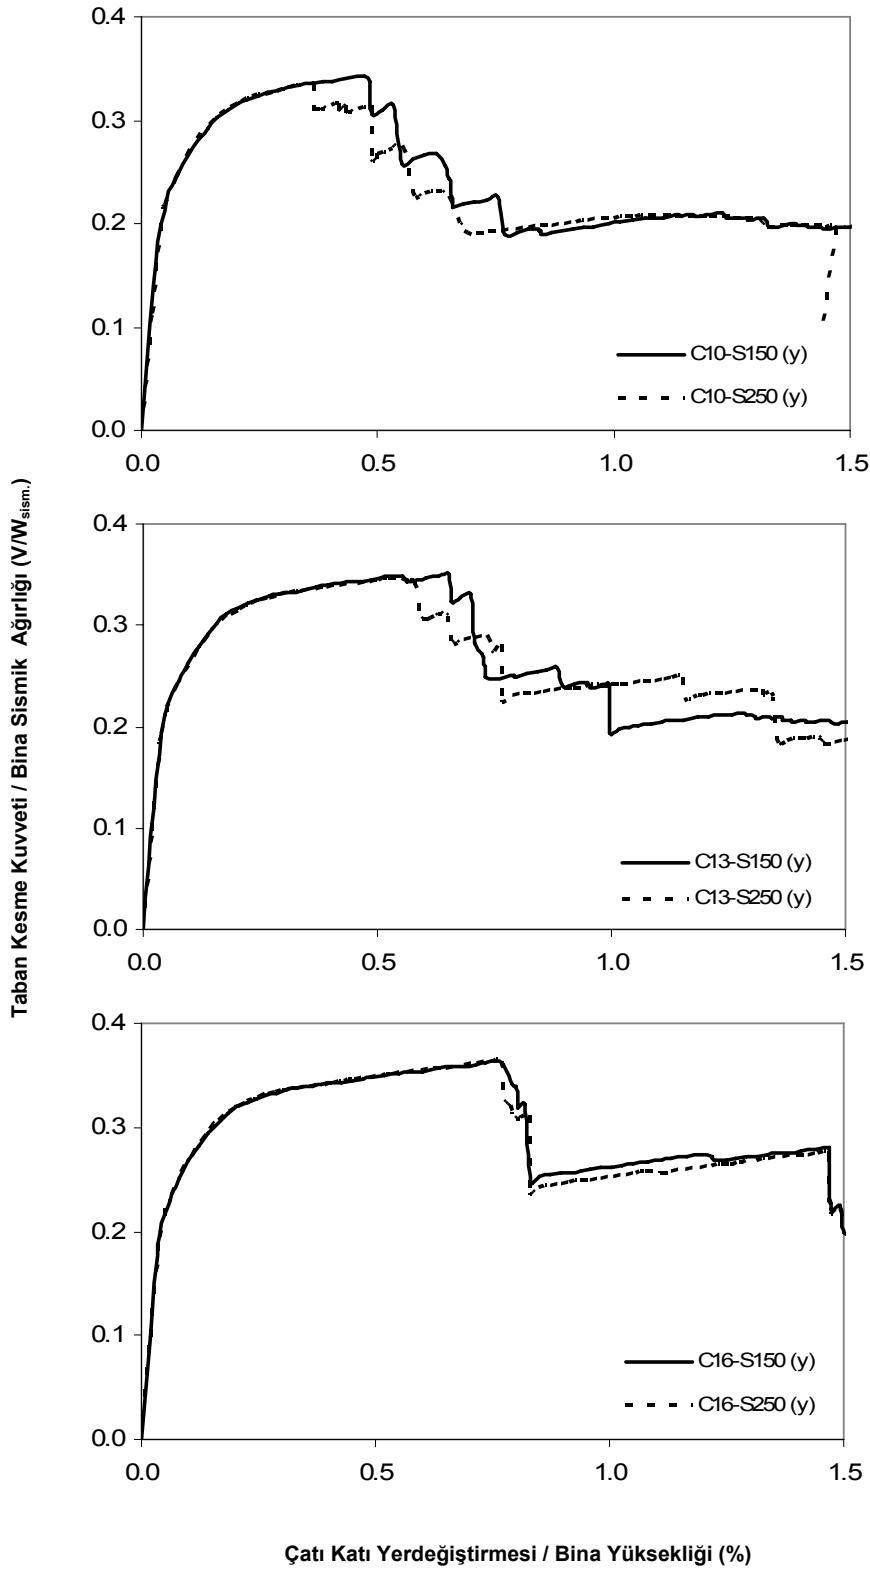 0.4
0.3
0.2
0.1
0.0
0.0 0.5 1.0 1.5
C10-S150 (y)
C10-S250 (y)
Taban Kesme Kuvveti / Bina Sismik Ağırlığı (V/Wsism.)
0.4
0.3
0.2
0.1
0.0
0.0 0.5 1.0 1.5
C13-S150 (y)
C13-S250 (y)
0.4
0.3
0.2
0.1
0.0
0.0 0.5 1.0 1.5
C16-S150 (y)
C16-S250 (y)
Çatı Katı Yerdeğiştirmesi / Bina Yüksekliği (%)